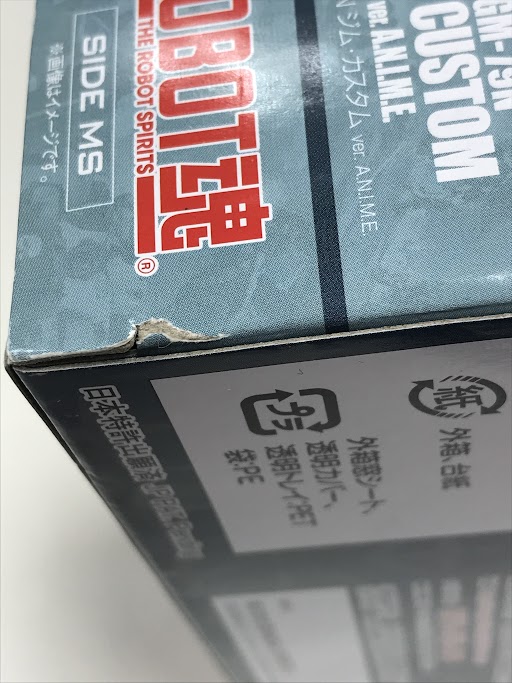 GM-79N
CUSTOM
ver. A.N.I.M.E
ジム・カスタム ver. A.N.I.M.E
ROBOT魂
THE ROBOT SPIRITS
®
SIDE MS
※画像はイメージです。
紙
外箱・台紙
プラ
外箱窓シート、
透明カバー、
透明トレイ:PET
袋:PE
日本特許出願済